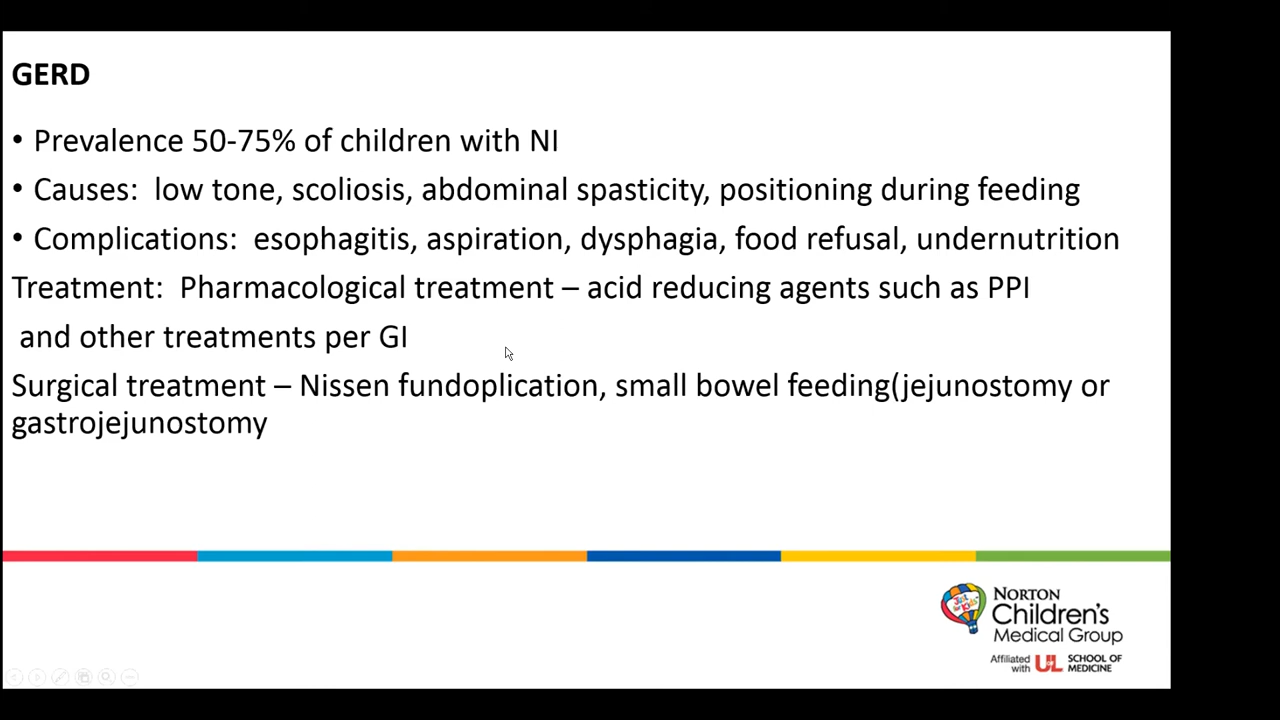 GERD
• Prevalence 50-75% of children with NI
• Causes:  low tone, scoliosis, abdominal spasticity, positioning during feeding
• Complications:  esophagitis, aspiration, dysphagia, food refusal, undernutrition
Treatment:  Pharmacological treatment – acid reducing agents such as PPI
and other treatments per GI
Surgical treatment – Nissen fundoplication, small bowel feeding(jejunostomy or
gastrojejunostomy
Just for Kids
NORTON
Children's
Medical Group
Affiliated with UL SCHOOL OF MEDICINE